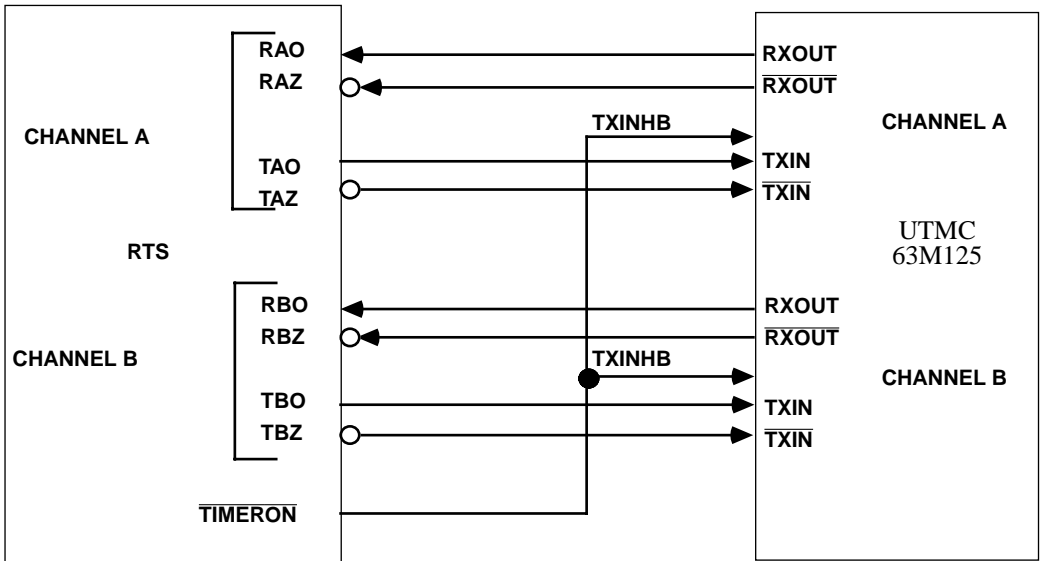 RAO
RAZ
CHANNEL A
TAO
TAZ
RTS
RBO
RBZ
CHANNEL B
TBO
TBZ
TIMERON
TXINHB
TXINHB
RXOUT
RXOUT
CHANNEL A
TXIN
TXIN
UTMC
63M125
RXOUT
RXOUT
CHANNEL B
TXIN
TXIN